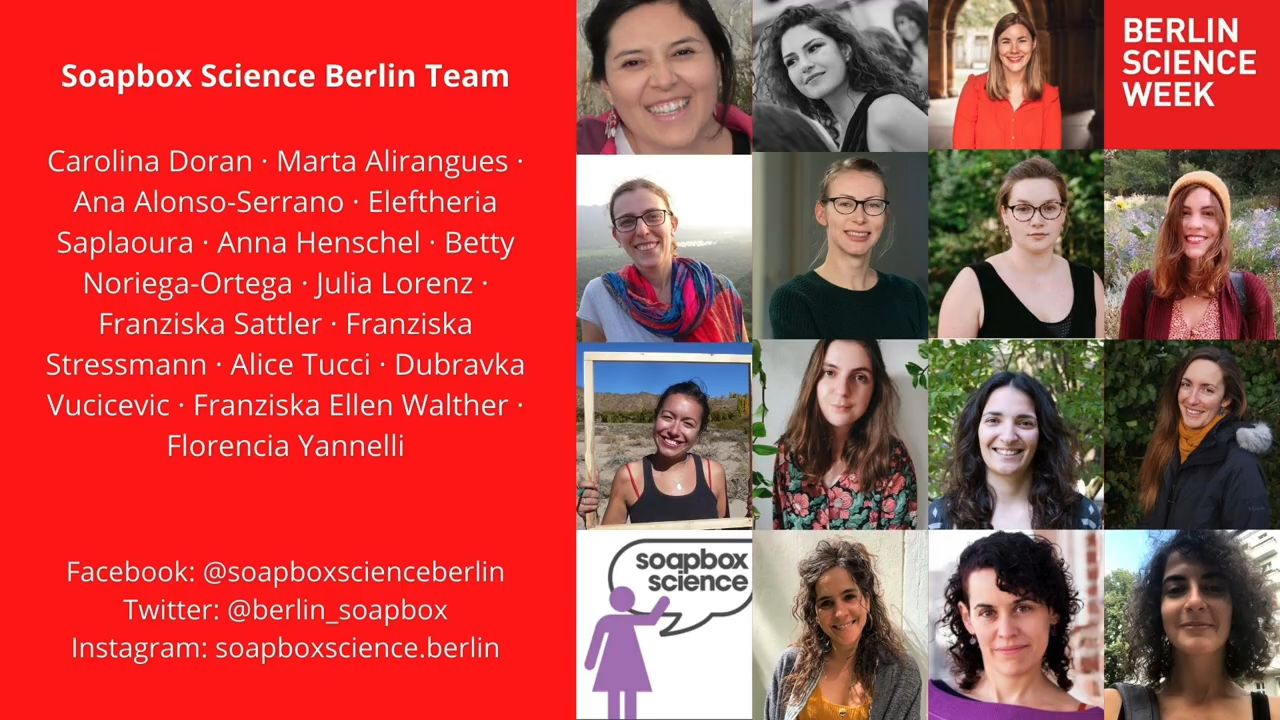 Soapbox Science Berlin Team
Carolina Doran · Marta Alirangues ·
Ana Alonso-Serrano · Eleftheria
Saplaoura · Anna Henschel · Betty
Noriega-Ortega · Julia Lorenz ·
Franziska Sattler · Franziska
Stressmann · Alice Tucci · Dubravka
Vucicevic · Franziska Ellen Walther ·
Florencia Yannelli
Facebook: @soapboxscienceberlin
Twitter: @berlin_soapbox
Instagram: soapboxscience.berlin
BERLIN
SCIENCE
WEEK
soapbox
science